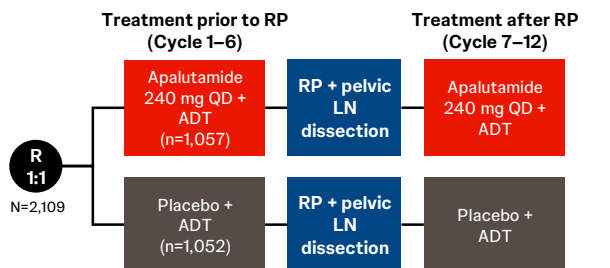 Treatment prior to RP
(Cycle 1–6)
Treatment after RP
(Cycle 7–12)
Apalutamide
240 mg QD +
ADT
(n=1,057)
RP + pelvic
LN
dissection
Apalutamide
240 mg QD +
ADT
R
1:1
N=2,109
Placebo +
ADT
(n=1,052)
RP + pelvic
LN
dissection
Placebo +
ADT